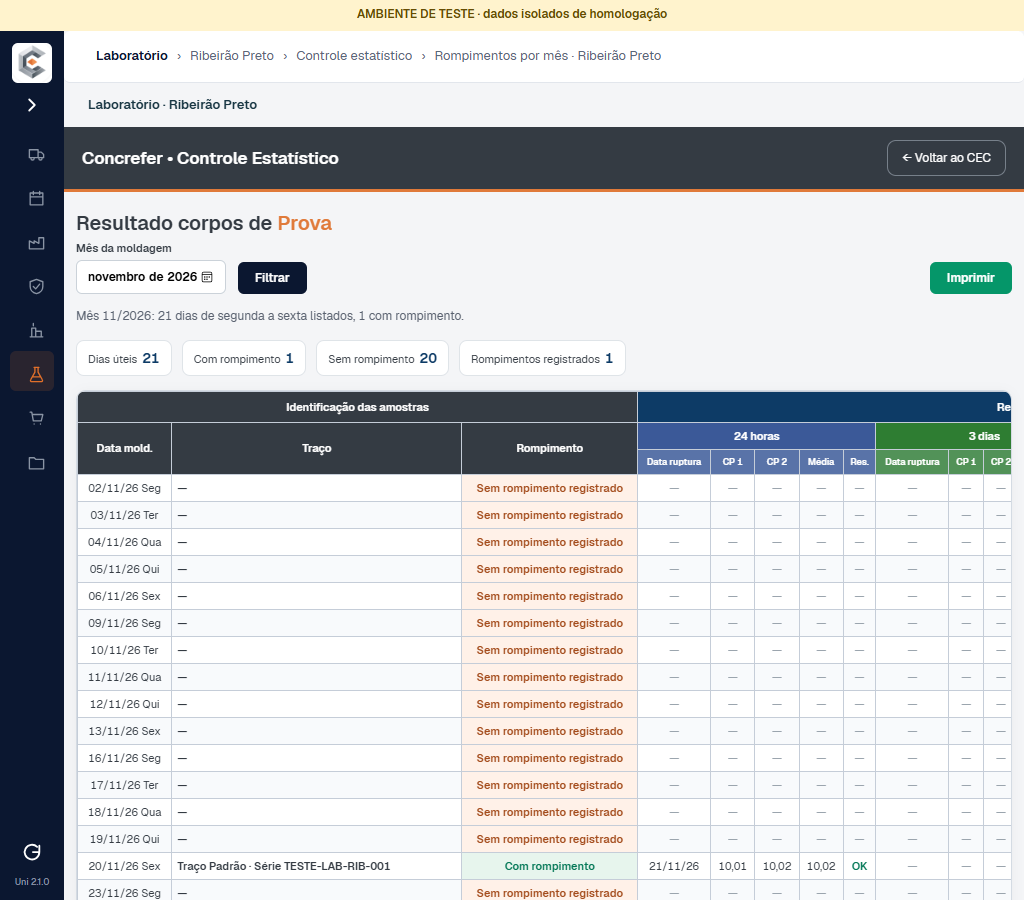 AMBIENTE DE TESTE · dados isolados de homologação
Laboratório › Ribeirão Preto › Controle estatístico › Rompimentos por mês · Ribeirão Preto
Laboratório · Ribeirão Preto
Concrefer • Controle Estatístico
← Voltar ao CEC
Resultado corpos de Prova
Mês da moldagem
novembro de 2026
Filtrar
Imprimir
Mês 11/2026: 21 dias de segunda a sexta listados, 1 com rompimento.
Dias úteis 21
Com rompimento 1
Sem rompimento 20
Rompimentos registrados 1
Identificação das amostras Re
24 horas 3 dias
Data mold. Traço Rompimento
Data ruptura CP 1 CP 2 Média Res. Data ruptura CP 1 CP 2
02/11/26 Seg — Sem rompimento registrado — — — — — — — —
03/11/26 Ter — Sem rompimento registrado — — — — — — — —
04/11/26 Qua — Sem rompimento registrado — — — — — — — —
05/11/26 Qui — Sem rompimento registrado — — — — — — — —
06/11/26 Sex — Sem rompimento registrado — — — — — — — —
09/11/26 Seg — Sem rompimento registrado — — — — — — — —
10/11/26 Ter — Sem rompimento registrado — — — — — — — —
11/11/26 Qua — Sem rompimento registrado — — — — — — — —
12/11/26 Qui — Sem rompimento registrado — — — — — — — —
13/11/26 Sex — Sem rompimento registrado — — — — — — — —
16/11/26 Seg — Sem rompimento registrado — — — — — — — —
17/11/26 Ter — Sem rompimento registrado — — — — — — — —
18/11/26 Qua — Sem rompimento registrado — — — — — — — —
19/11/26 Qui — Sem rompimento registrado — — — — — — — —
20/11/26 Sex Traço Padrão · Série TESTE-LAB-RIB-001 Com rompimento 21/11/26 10,01 10,02 10,02 OK — — —
23/11/26 Seg — Sem rompimento registrado — — — — — — — —
Uni 2.1.0